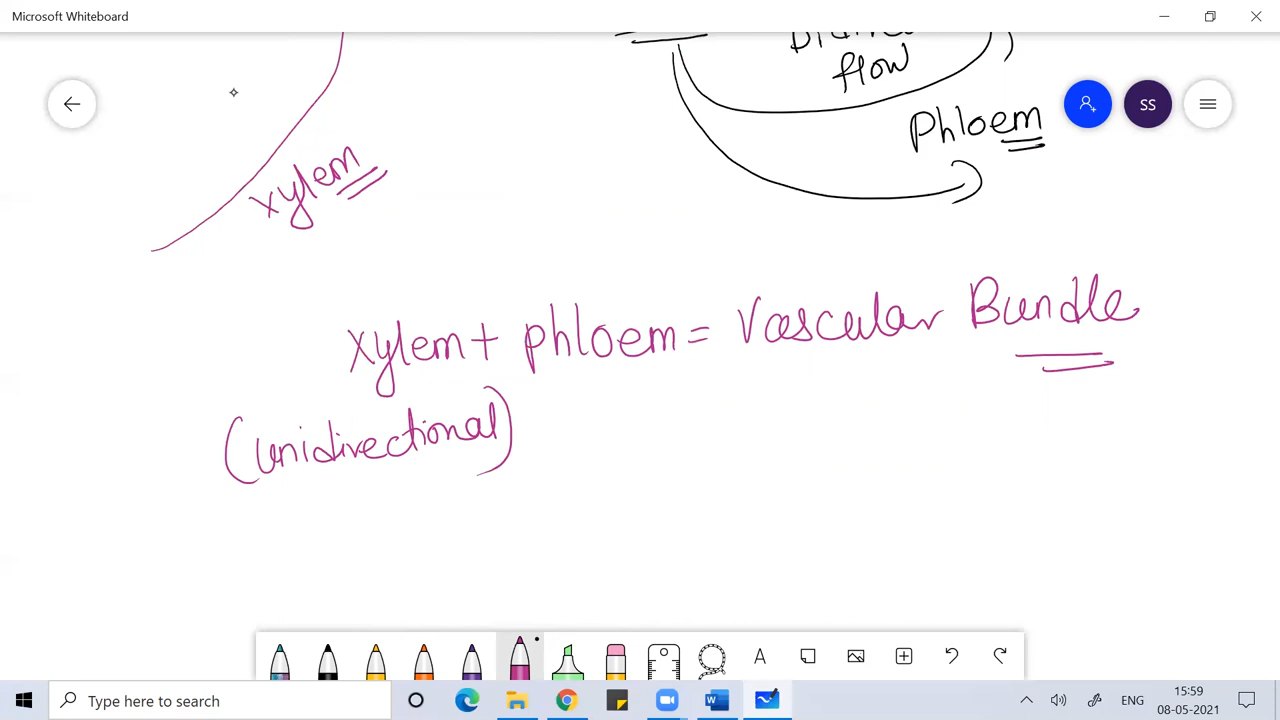 Microsoft Whiteboard
flow
Phloem
SS
xylem
xylem + phloem = Vascular Bundle
(unidirectional)
A
Type here to search
ENG
15:59
08-05-2021